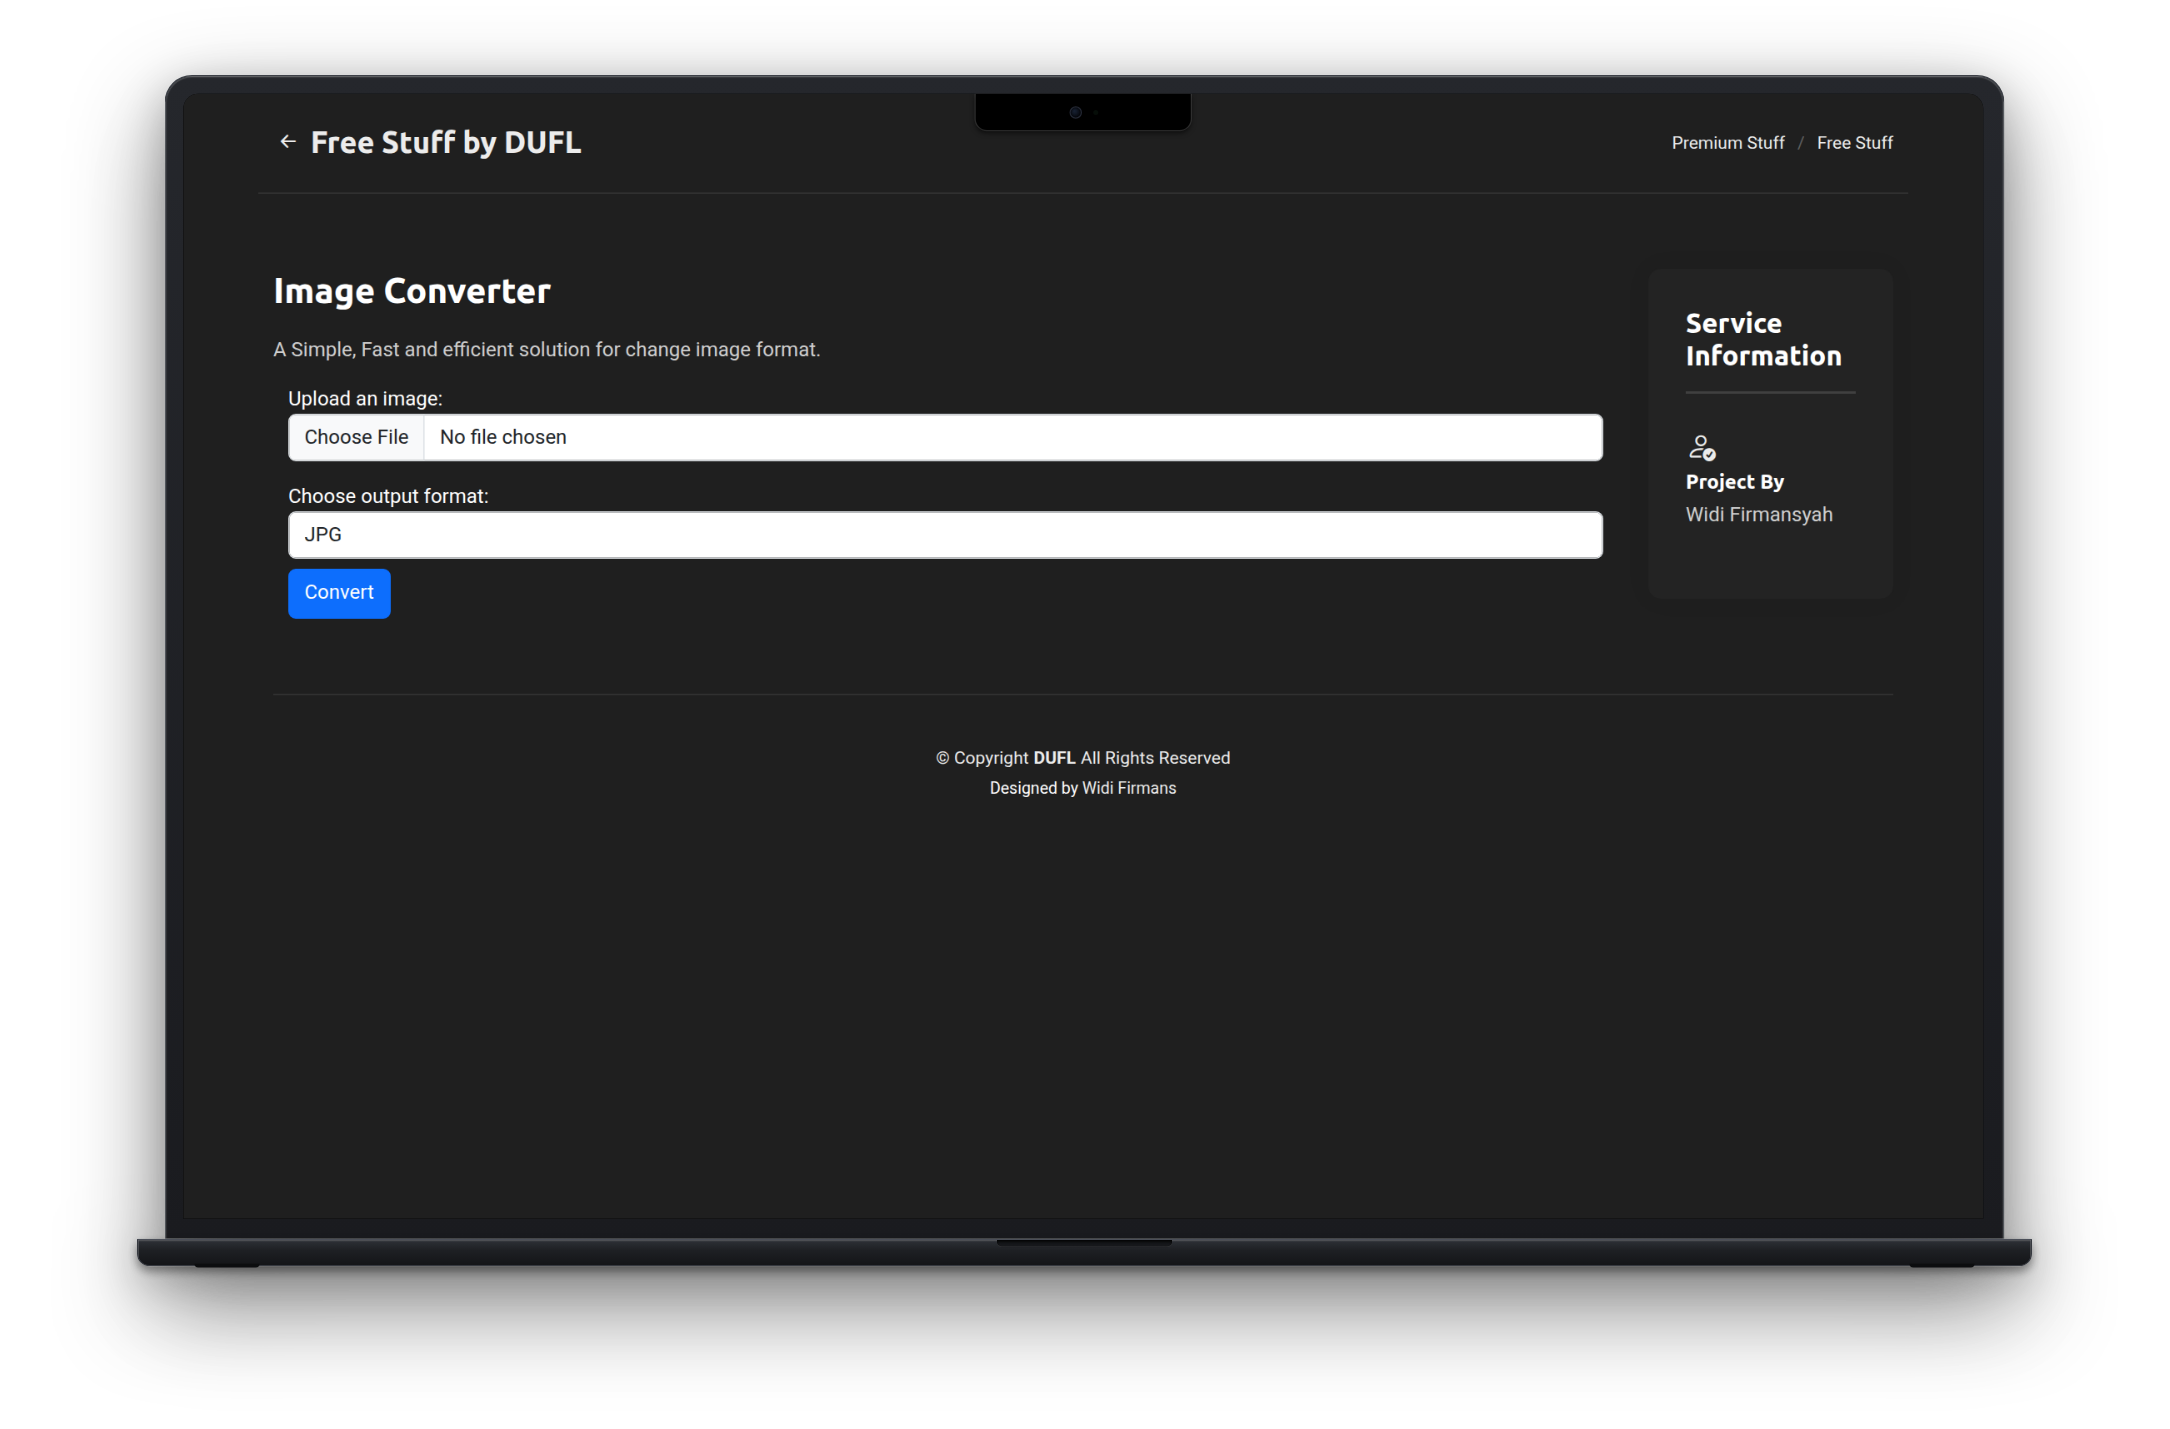 Free Stuff by DUFL
Premium Stuff / Free Stuff
Image Converter
A Simple, Fast and efficient solution for change image format.
Upload an image:
Choose File No file chosen
Choose output format:
JPG
Convert
Service
Information
Project By
Widi Firmansyah
© Copyright DUFL All Rights Reserved
Designed by Widi Firmans